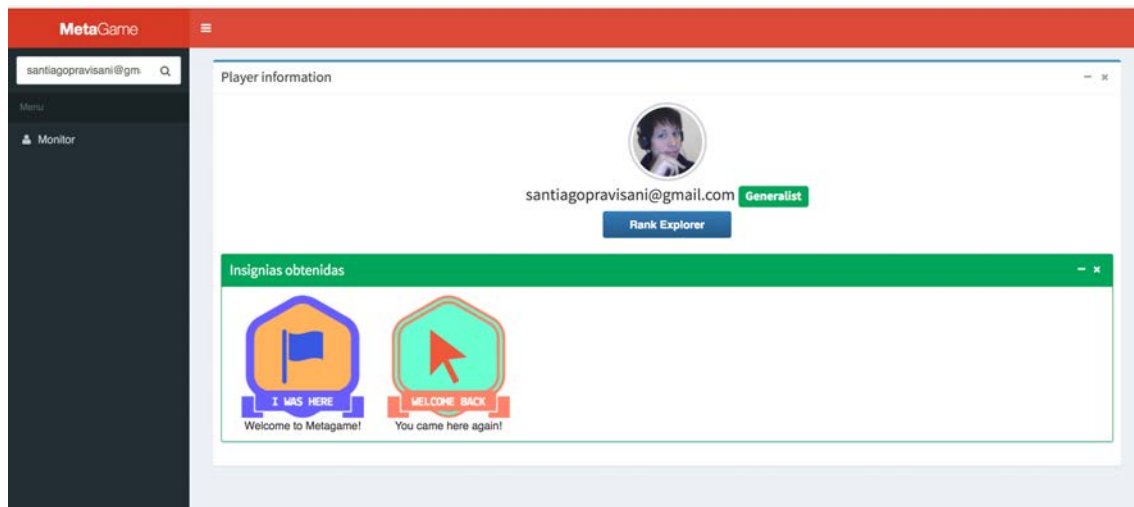 MetaGame
santiagopravisani@gm
Menu
Monitor
Player information
santiagopravisani@gmail.com Generalist
Rank Explorer
Insignias obtenidas
I WAS HERE
Welcome to Metagame!
WELCOME BACK
You came here again!